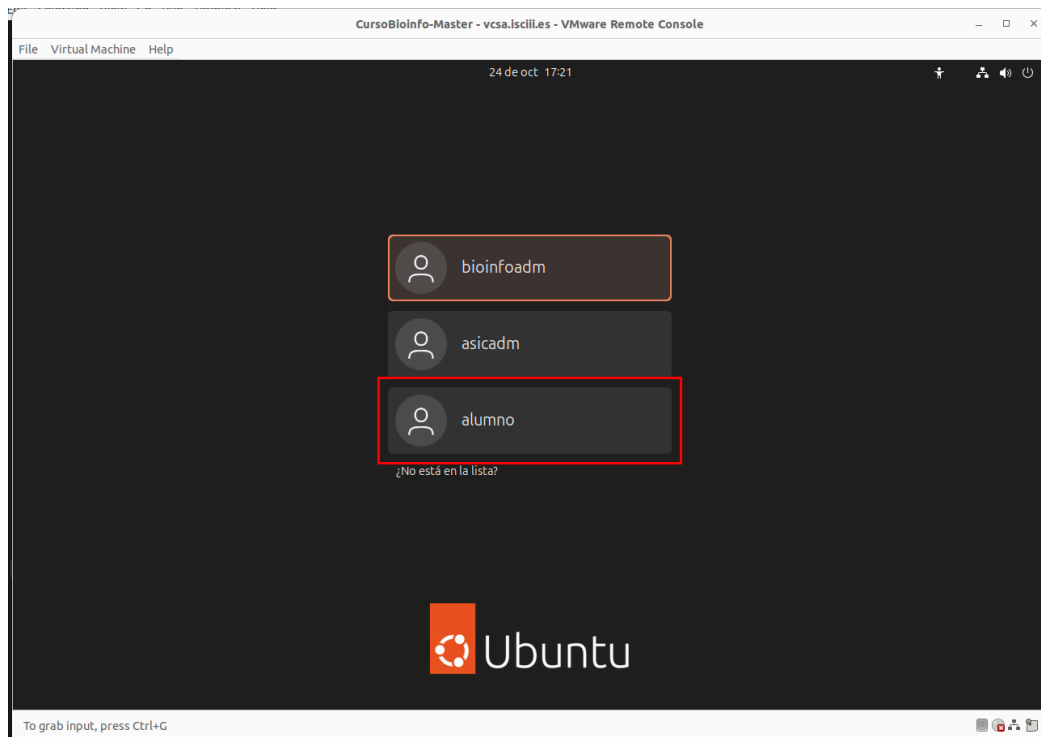 CursoBioinfo-Master - vcsa.isciii.es - VMware Remote Console
File Virtual Machine Help
24 de oct 17:21
bioinfoadm
asicadm
alumno
¿No está en la lista?
Ubuntu
To grab input, press Ctrl+G